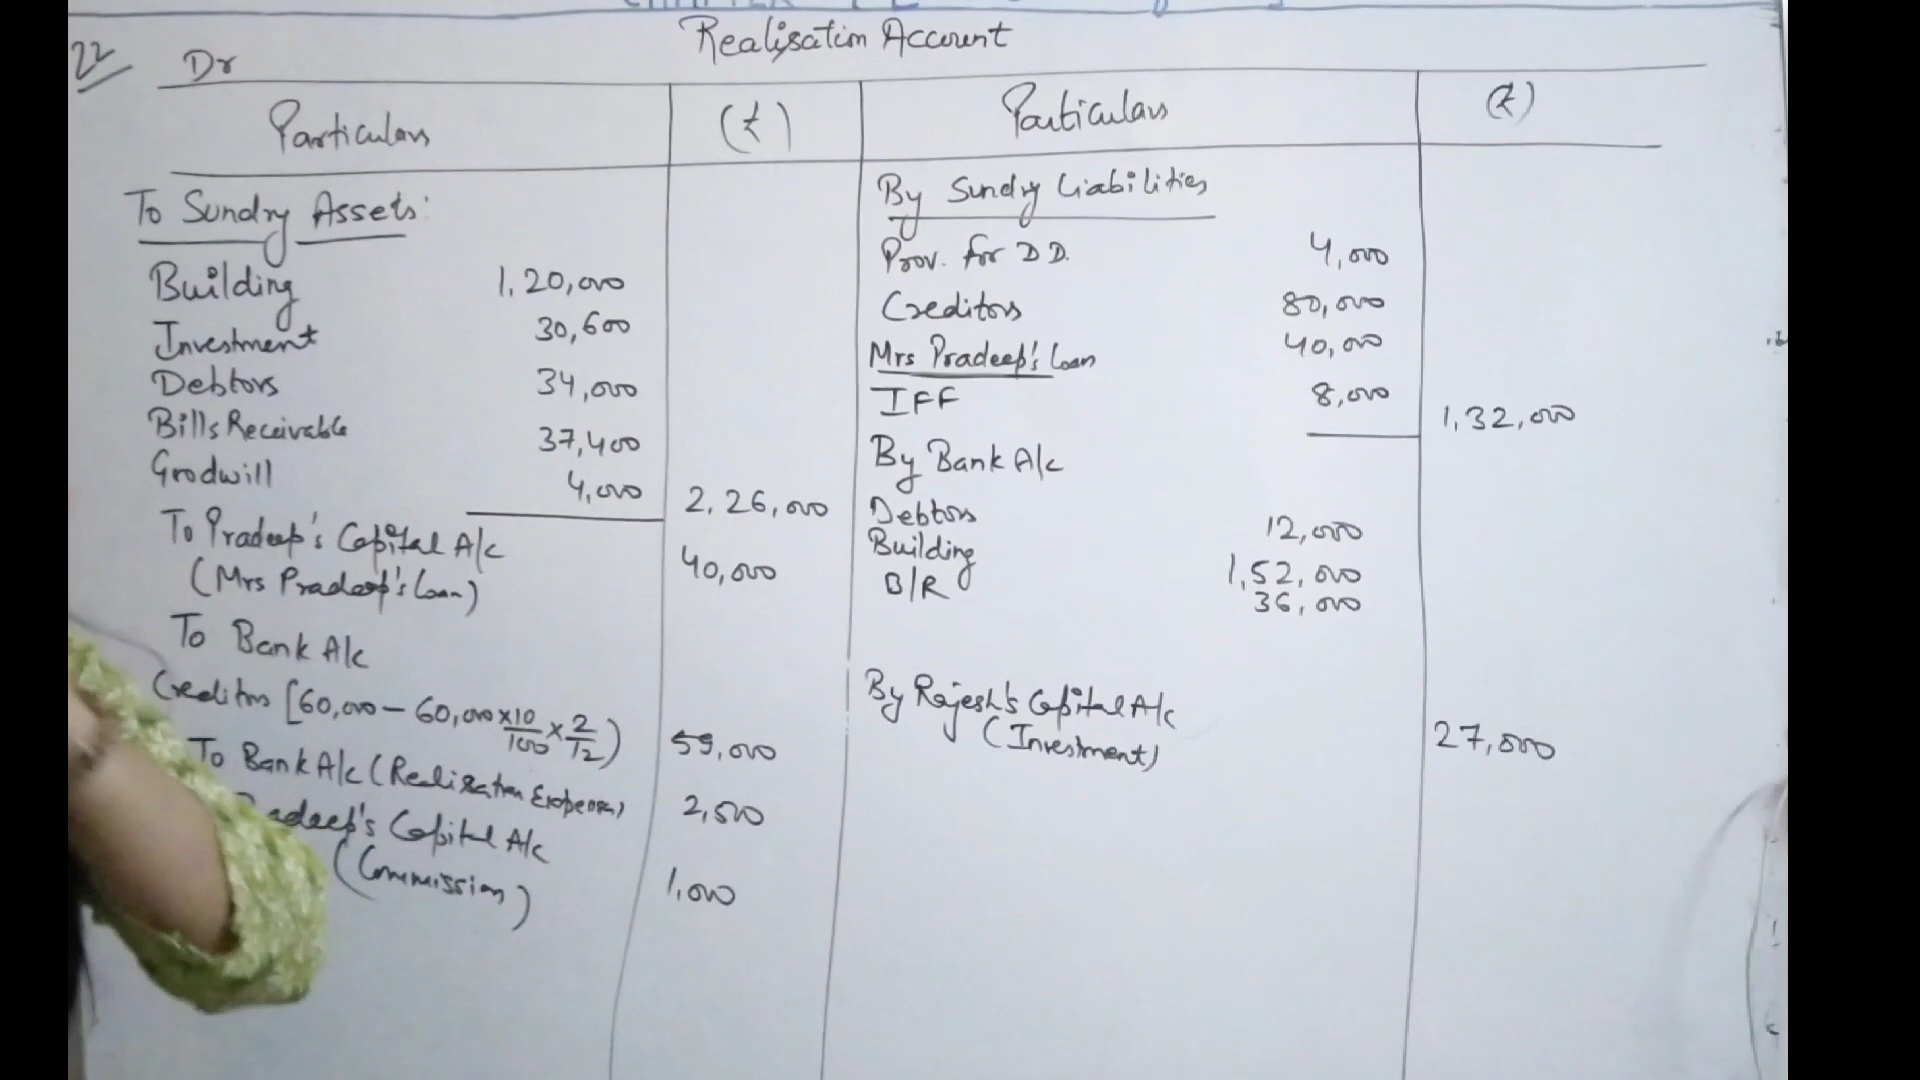 Realisation Account
22
Dr
Particulars (₹) Particulars (₹)
To Sundry Assets:
Building 1,20,000
Investment 30,600
Debtors 34,000
Bills Receivable 37,400
Goodwill 4,000 2,26,000
To Pradeep's Capital A/c
(Mrs Pradeep's Loan) 40,000
To Bank A/c
Creditors [60,000 - 60,000 × 10/100 × 2/12) 59,000
To Bank A/c (Realisation Expenses) 2,500
adeep's Capital A/c
(Commission) 1,000
By Sundry Liabilities
Prov. for D D. 4,000
Creditors 80,000
Mrs Pradeep's Loan 40,000
IFF 8,000 1,32,000
By Bank A/c
Debtors 12,000
Building 1,52,000
B/R 36,000
By Rajesh's Capital A/c
(Investment) 27,000